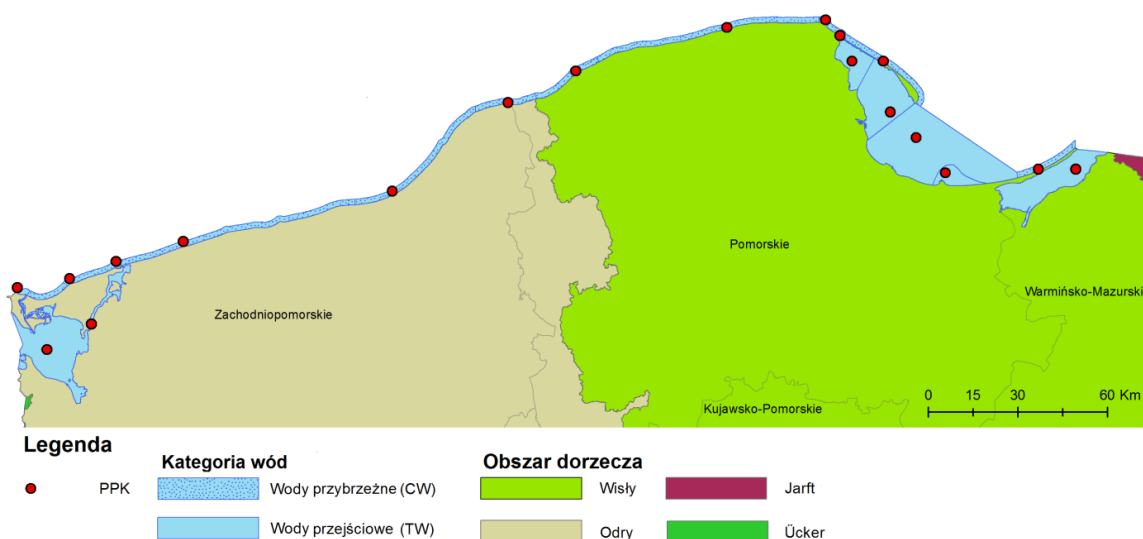 Pomorskie
Warmińsko-Mazurski
Zachodniopomorskie
0 15 30 60 Km
Kujawsko-Pomorskie
Legenda
Kategoria wód
Obszar dorzecza
PPK
Wody przybrzeżne (CW)
Wisły
Jarft
Wody przejściowe (TW)
Odry
Ücker